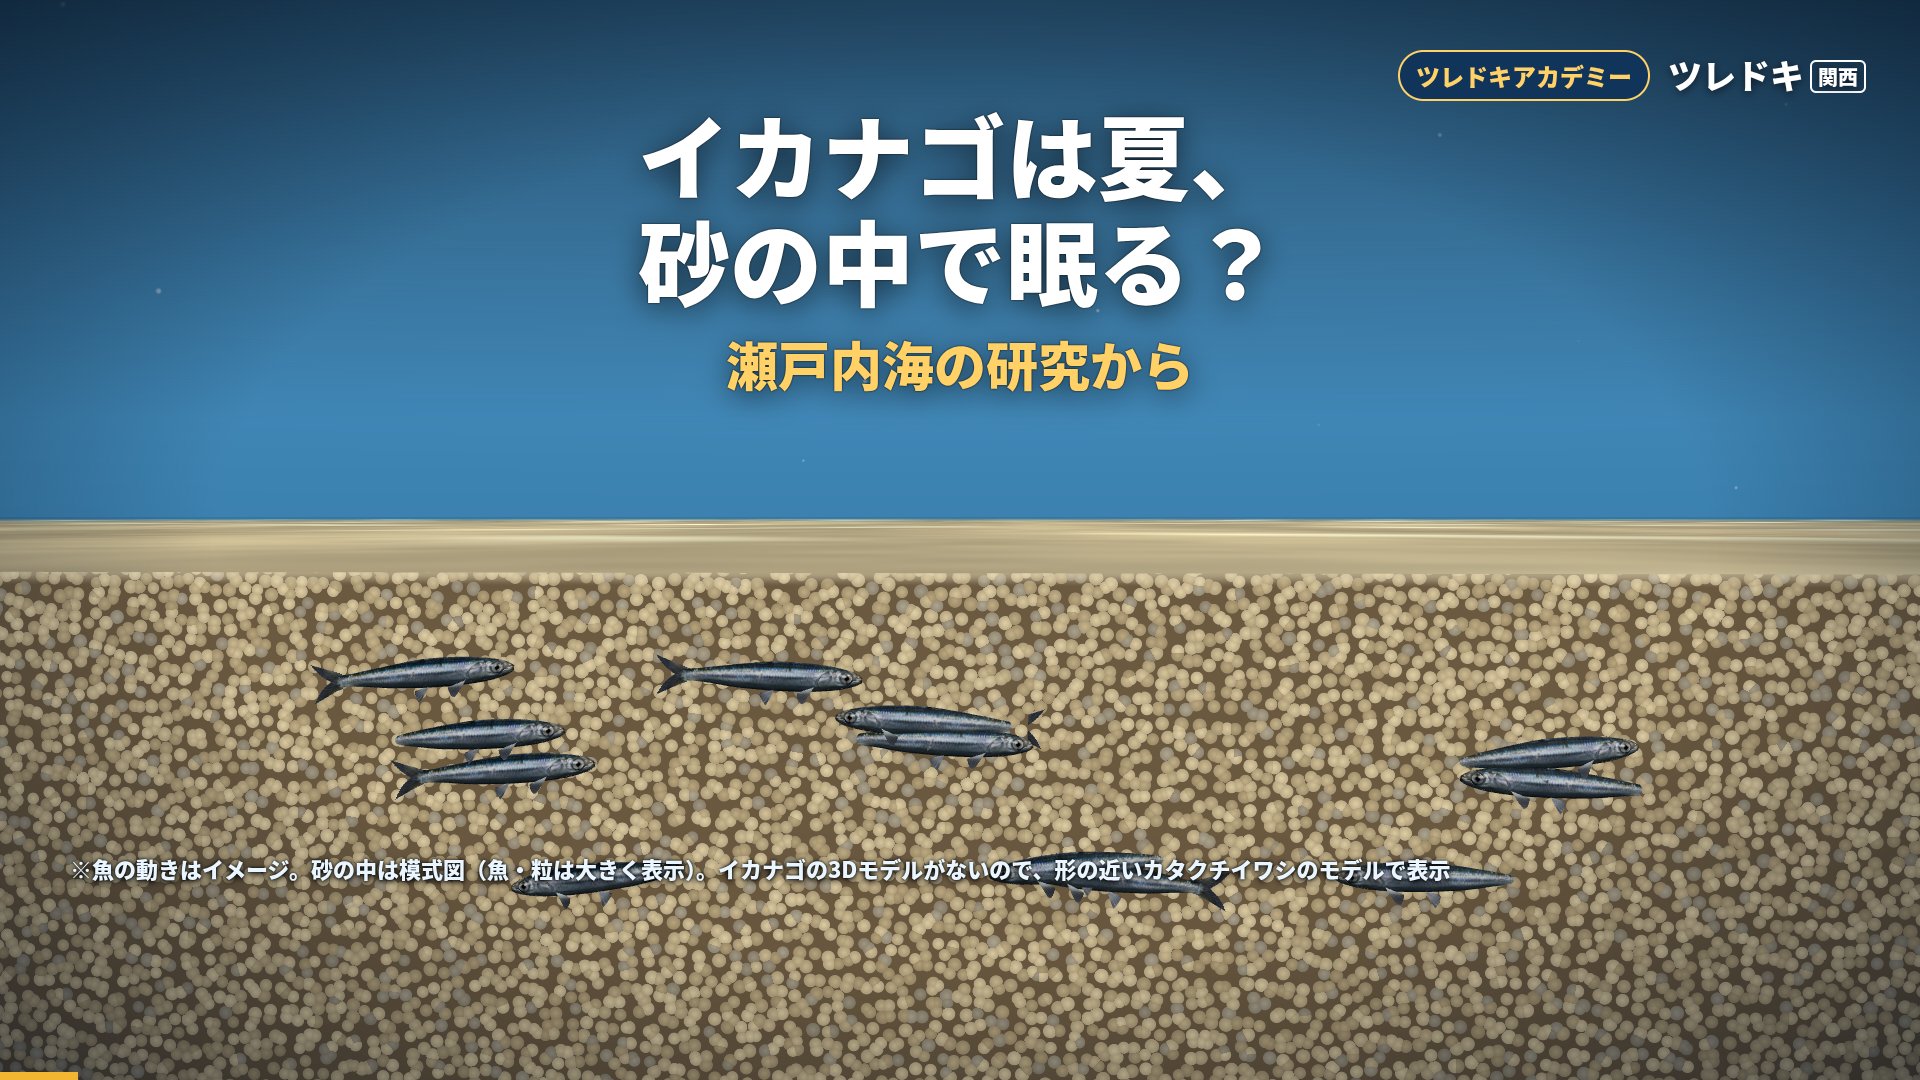 ツレドキアカデミー ツレドキ 関西
イカナゴは夏、
砂の中で眠る？
瀬戸内海の研究から
※魚の動きはイメージ。砂の中は模式図（魚・粒は大きく表示）。イカナゴの3Dモデルがないので、形の近いカタクチイワシのモデルで表示